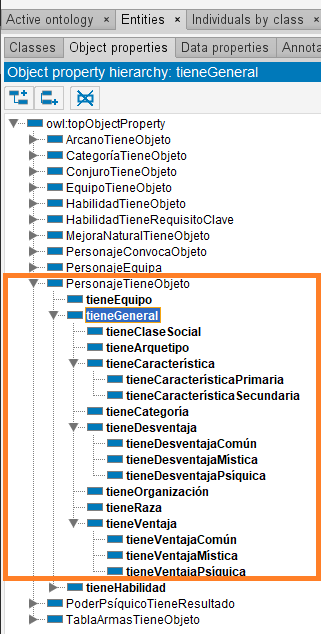 Active ontology × Entities × Individuals by class ×
Classes Object properties Data properties Annota
Object property hierarchy: tieneGeneral
owl:topObjectProperty
ArcanoTieneObjeto
CategoríaTieneObjeto
ConjuroTieneObjeto
EquipoTieneObjeto
HabilidadTieneObjeto
HabilidadTieneRequisitoClave
MejoraNaturalTieneObjeto
PersonajeConvocaObjeto
PersonajeEquipa
PersonajeTieneObjeto
tieneEquipo
tieneGeneral
tieneClaseSocial
tieneArquetipo
tieneCaracterística
tieneCaracterísticaPrimaria
tieneCaracterísticaSecundaria
tieneCategoría
tieneDesventaja
tieneDesventajaComún
tieneDesventajaMística
tieneDesventajaPsíquica
tieneOrganización
tieneRaza
tieneVentaja
tieneVentajaComún
tieneVentajaMística
tieneVentajaPsíquica
tieneHabilidad
PoderPsíquicoTieneResultado
TablaArmasTieneObjeto